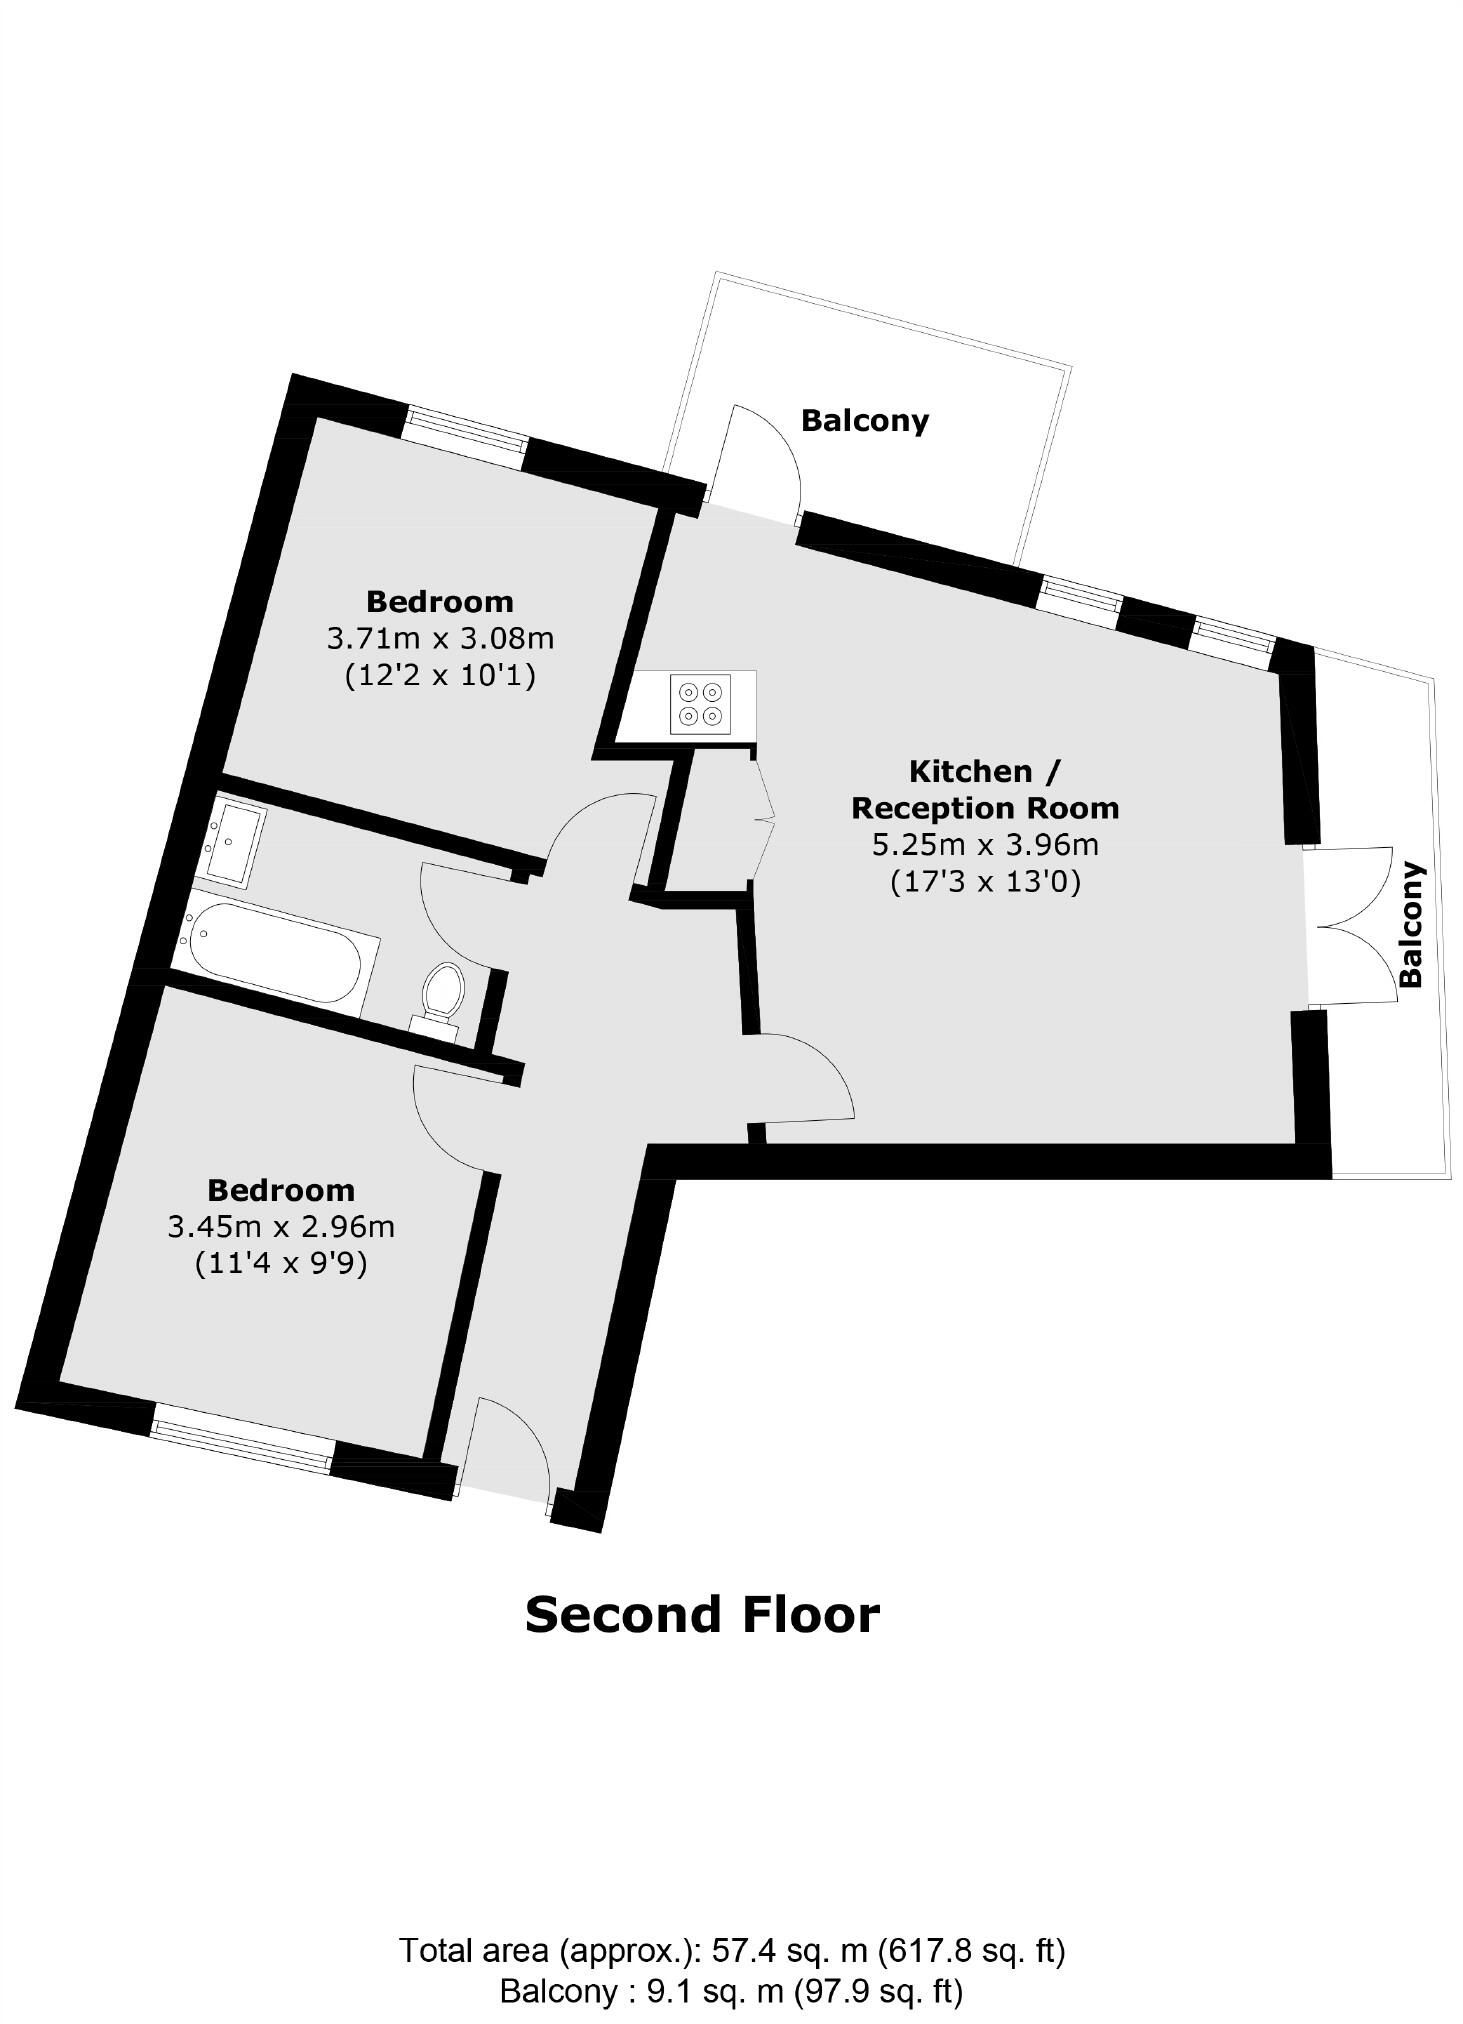 Balcony
Bedroom
3.71m x 3.08m
(12'2 x 10'1)
Kitchen /
Reception Room
5.25m x 3.96m
(17'3 x 13'0)
Balcony
Bedroom
3.45m x 2.96m
(11'4 x 9'9)
Second Floor
Total area (approx.): 57.4 sq. m (617.8 sq. ft)
Balcony : 9.1 sq. m (97.9 sq. ft)